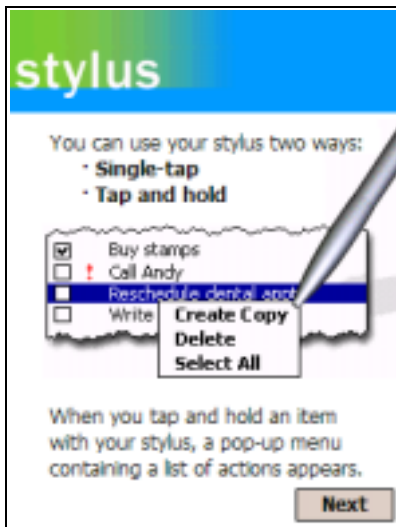 stylus
You can use your stylus two ways:
· Single-tap
· Tap and hold
Buy stamps
! Call Andy
Reschedule dental appt
Write
Create Copy
Delete
Select All
When you tap and hold an item
with your stylus, a pop-up menu
containing a list of actions appears.
Next